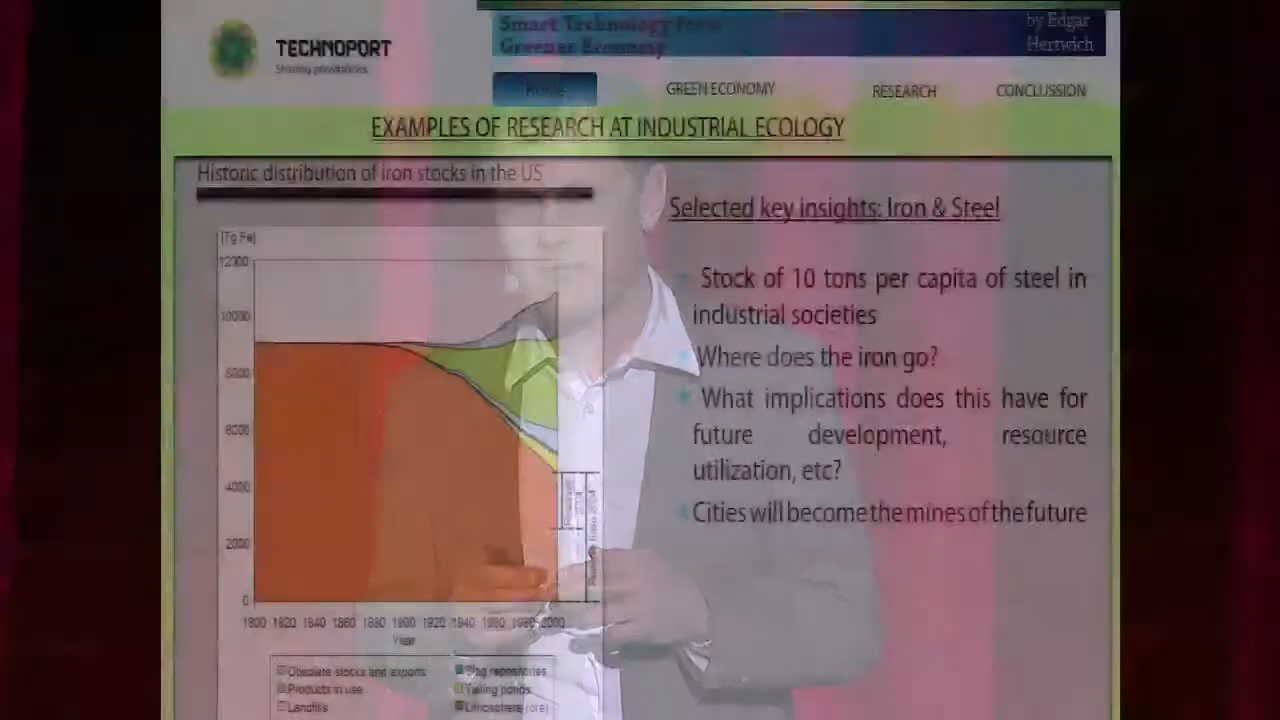 TECHNOPORT
Sharing possibilities
Smart Technology for a
Greener Economy
by Edgar
Hertwich
HOME
GREEN ECONOMY
RESEARCH
CONCLUSSION
EXAMPLES OF RESEARCH AT INDUSTRIAL ECOLOGY
Historic distribution of iron stocks in the US
[Tg Fe]
12000
10000
8000
6000
4000
2000
0
1800 1820 1840 1860 1880 1900 1920 1940 1960 1980 2000
Year
Obsolete stocks and exports
Products in use
Landfills
Slag repositories
Tailing ponds
Lithosphere (ore)
Selected key insights: Iron & Steel
Stock of 10 tons per capita of steel in
industrial societies
Where does the iron go?
What implications does this have for
future development, resource
utilization, etc?
Cities will become the mines of the future